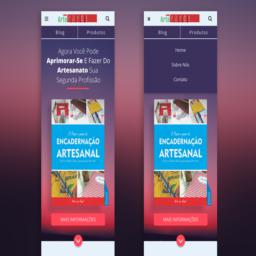 Blog Produtos
Agora Você Pode
Aprimorar-Se E Fazer Do
Artesanato Sua
Segunda Profissão
ENCADERNAÇÃO
ARTESANAL
MAIS INFORMAÇÕES
Blog Produtos
Home
Sobre Nós
Contato
ENCADERNAÇÃO
ARTESANAL
MAIS INFORMAÇÕES